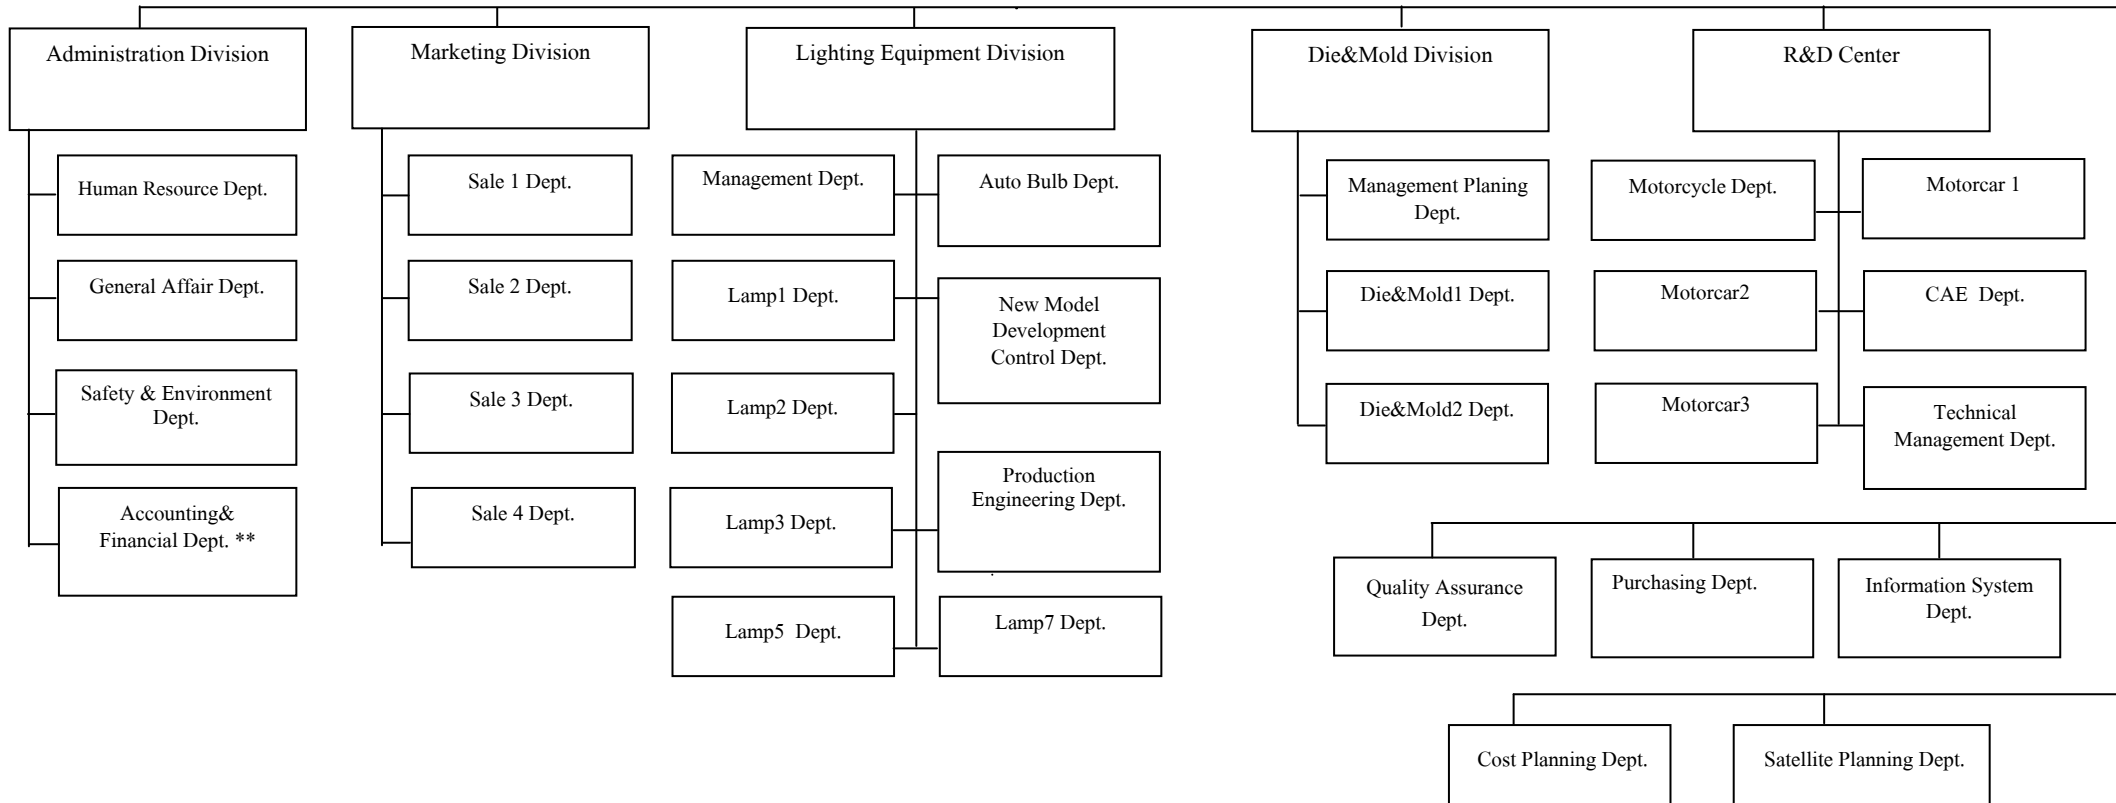 Administration Division
Marketing Division
Lighting Equipment Division
Die&Mold Division
R&D Center
Human Resource Dept.
General Affair Dept.
Safety & Environment
Dept.
Accounting&
Financial Dept. **
Sale 1 Dept.
Sale 2 Dept.
Sale 3 Dept.
Sale 4 Dept.
Management Dept.
Lamp1 Dept.
Lamp2 Dept.
Lamp3 Dept.
Lamp5 Dept.
Auto Bulb Dept.
New Model
Development
Control Dept.
Production
Engineering Dept.
Lamp7 Dept.
Management Planing
Dept.
Die&Mold1 Dept.
Die&Mold2 Dept.
Motorcycle Dept.
Motorcar2
Motorcar3
Motorcar 1
CAE Dept.
Technical
Management Dept.
Quality Assurance
Dept.
Purchasing Dept.
Information System
Dept.
Cost Planning Dept.
Satellite Planning Dept.